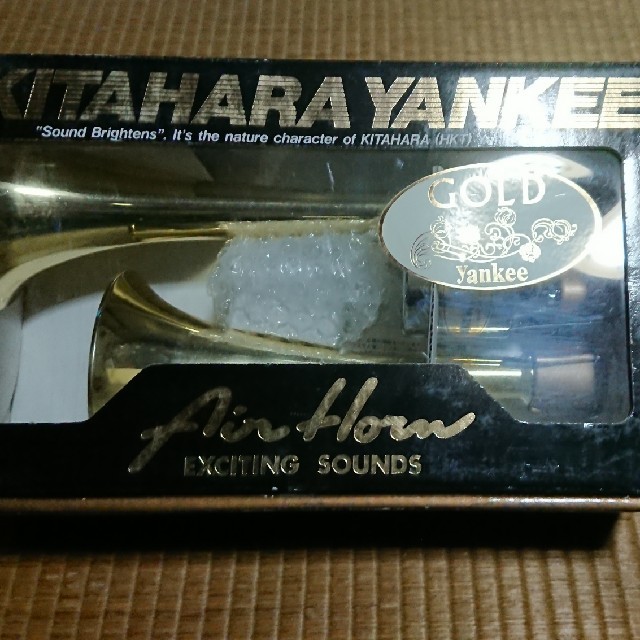 KITAHARA YANKEE
"Sound Brightens". It's the nature character of KITAHARA (HKT)
GOLD
yankee
Air Horn
EXCITING SOUNDS